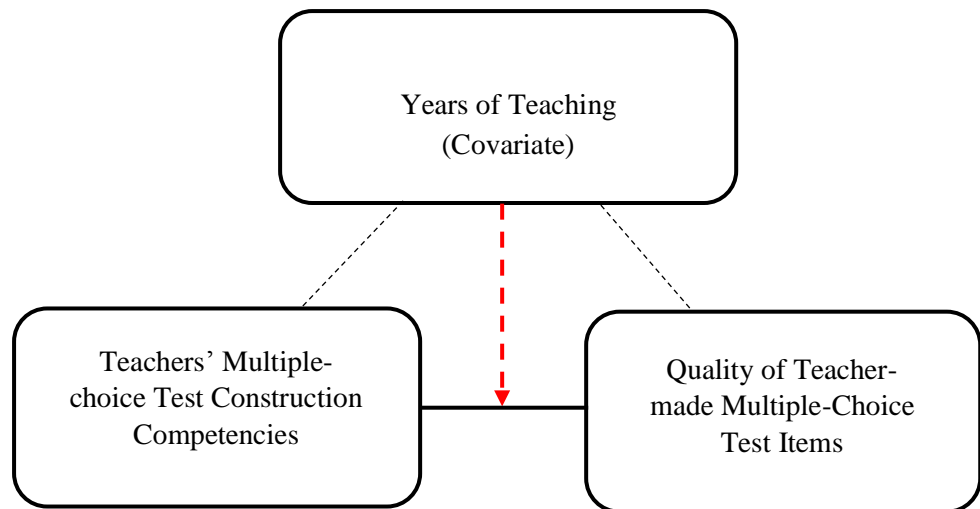 Years of Teaching
(Covariate)
Teachers’ Multiple-
choice Test Construction
Competencies
Quality of Teacher-
made Multiple-Choice
Test Items